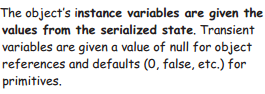 The object's instance variables are given the
values from the serialized state. Transient
variables are given a value of null for object
references and defaults (0, false, etc.) for
primitives.